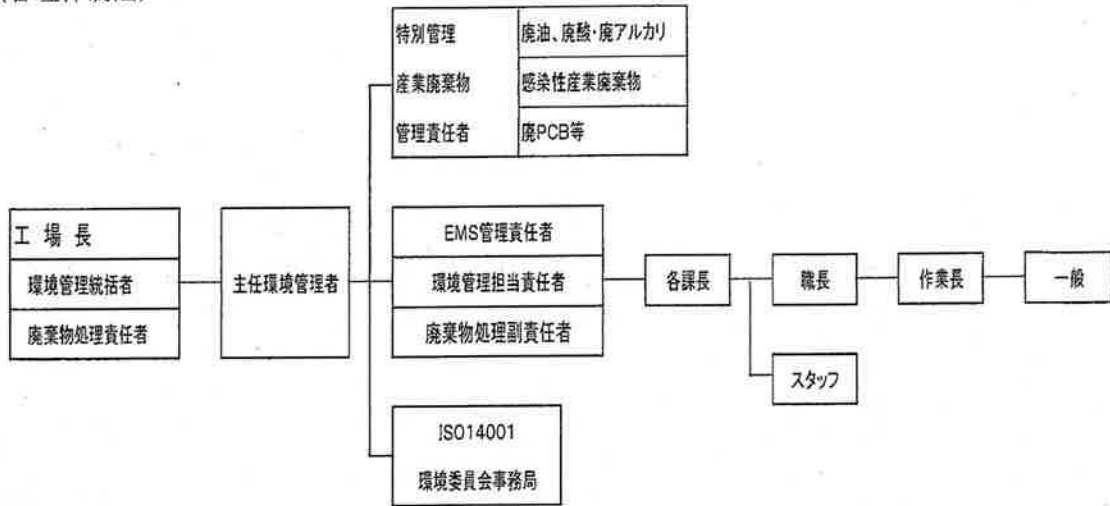 特別管理
産業廃棄物
管理責任者
廃油、廃酸・廃アルカリ
感染性産業廃棄物
廃PCB等
工場長
環境管理統括者
廃棄物処理責任者
主任環境管理者
EMS管理責任者
環境管理担当責任者
廃棄物処理副責任者
各課長
職長
作業長
一般
スタッフ
ISO14001
環境委員会事務局